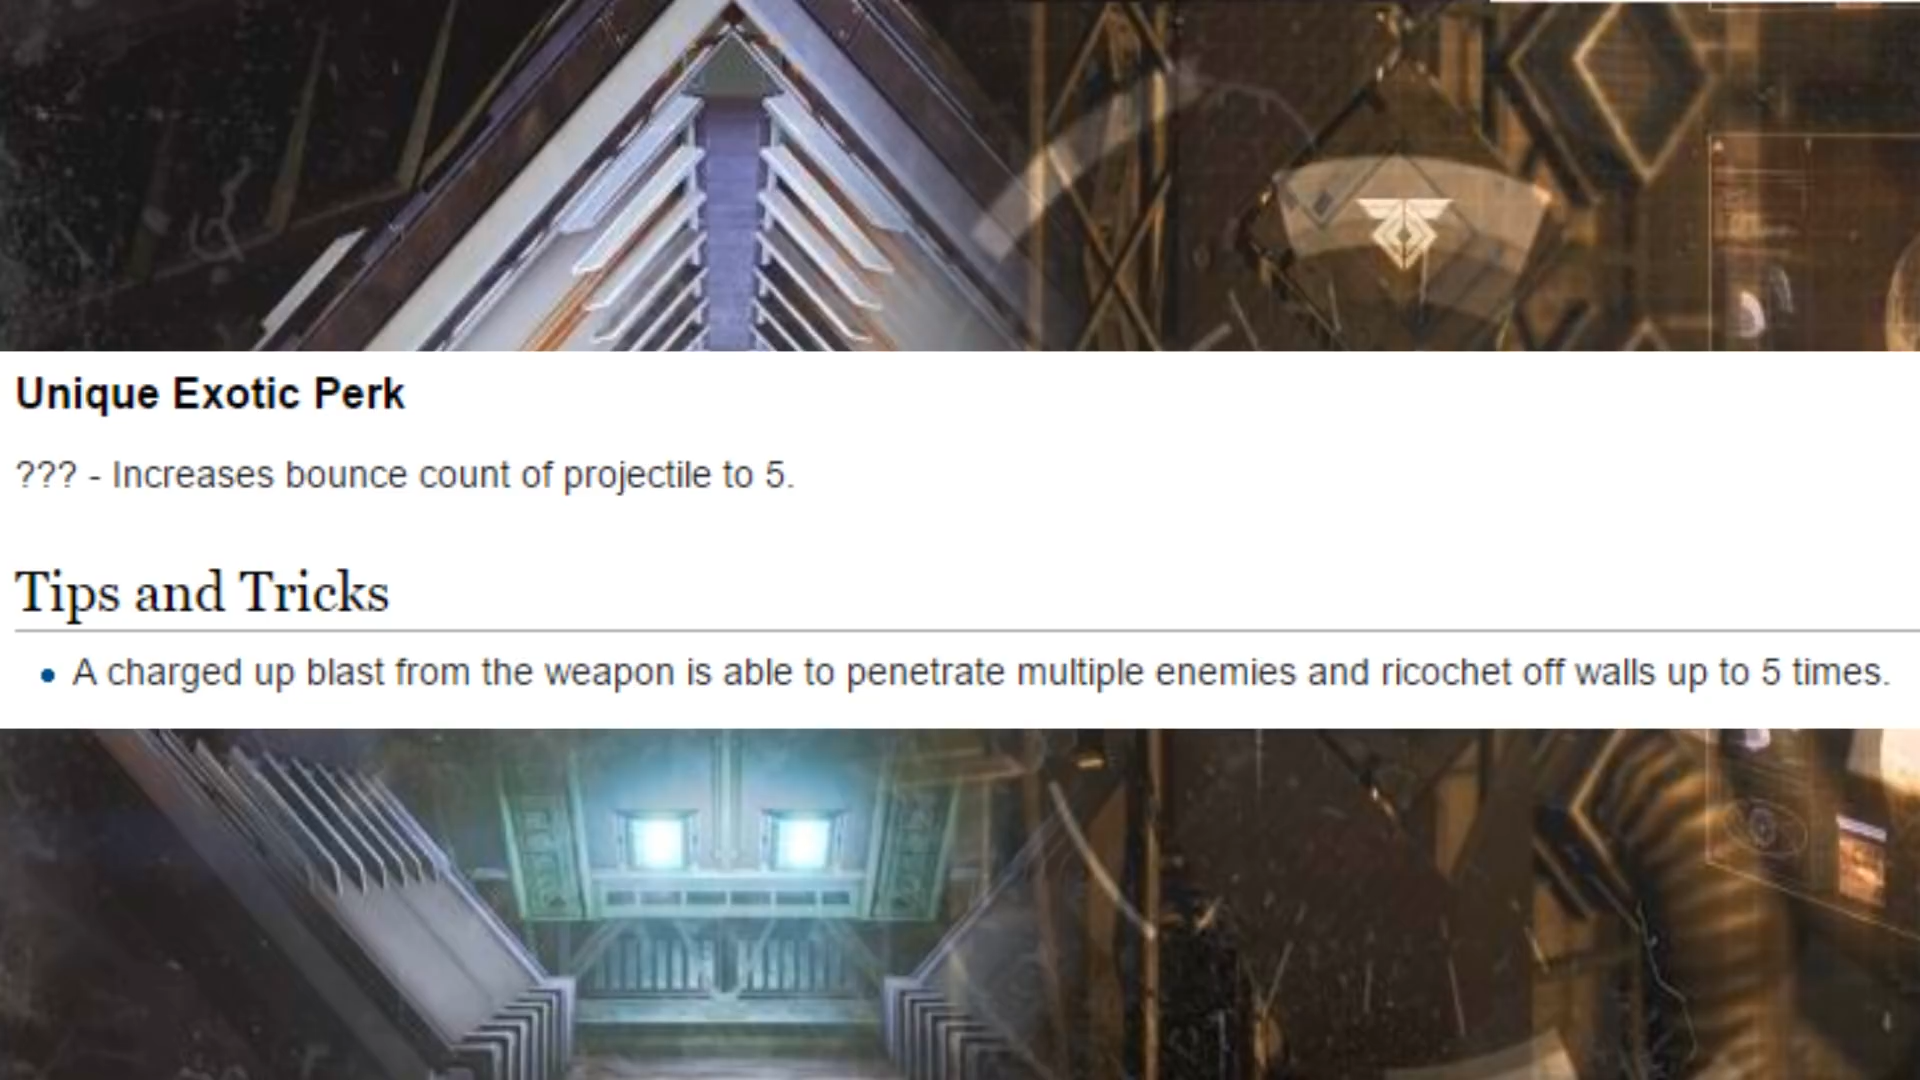 Unique Exotic Perk
??? - Increases bounce count of projectile to 5.
Tips and Tricks
• A charged up blast from the weapon is able to penetrate multiple enemies and ricochet off walls up to 5 times.